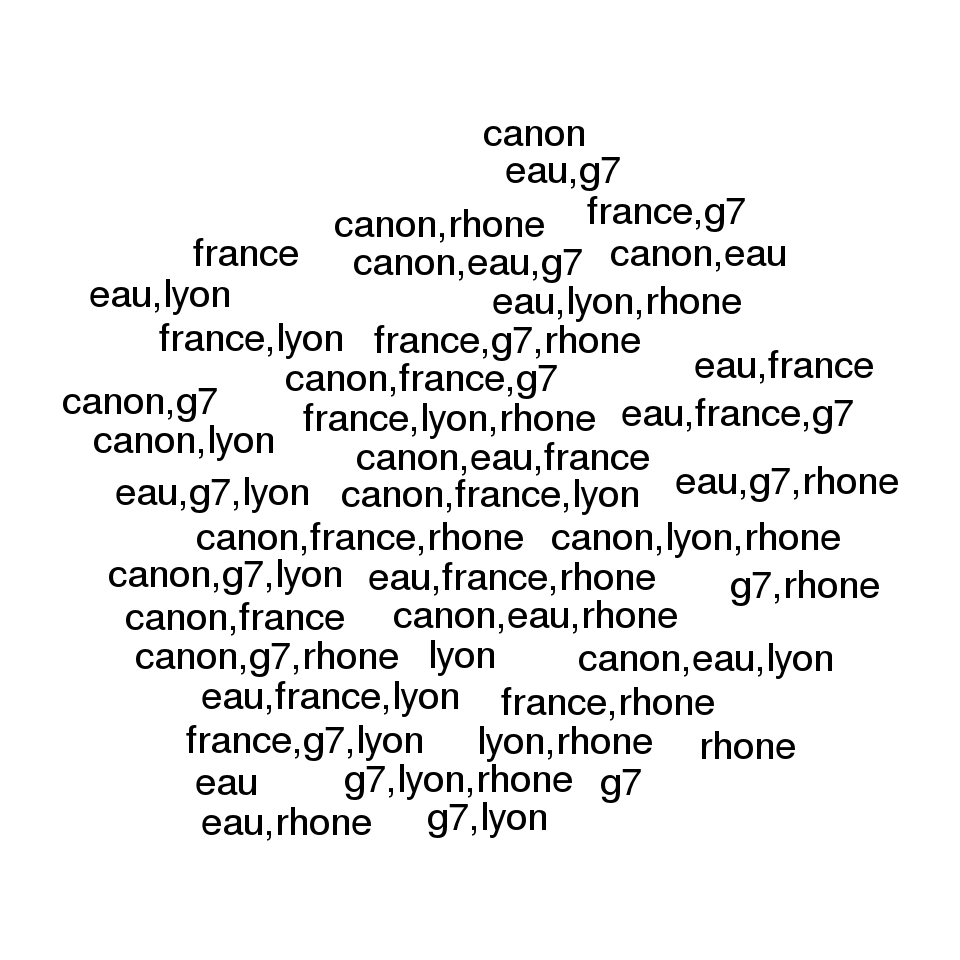 canon
eau,g7
france,g7
canon,rhone
france
canon,eau,g7
canon,eau
eau,lyon
eau,lyon,rhone
france,lyon
france,g7,rhone
eau,france
canon,france,g7
canon,g7
france,lyon,rhone
eau,france,g7
canon,lyon
canon,eau,france
eau,g7,lyon
canon,france,lyon
eau,g7,rhone
canon,france,rhone
canon,lyon,rhone
canon,g7,lyon
eau,france,rhone
g7,rhone
canon,france
canon,eau,rhone
canon,g7,rhone
lyon
canon,eau,lyon
eau,france,lyon
france,rhone
france,g7,lyon
lyon,rhone
rhone
eau
g7,lyon,rhone
g7
eau,rhone
g7,lyon